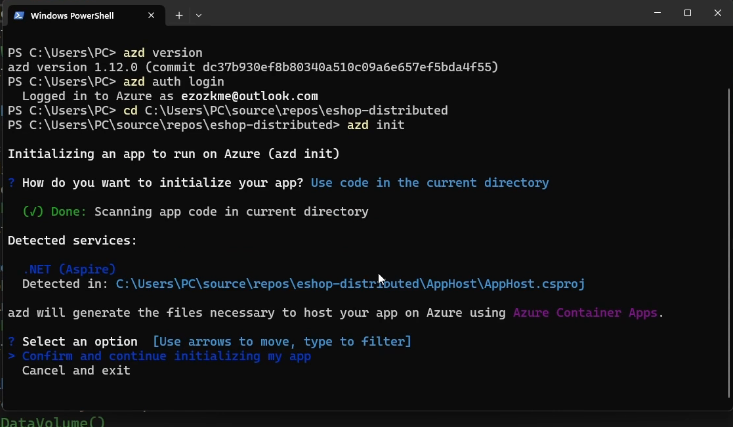 Windows PowerShell
PS C:\Users\PC> azd version
azd version 1.12.0 (commit dc37b930ef8b80340a510c09a6e657ef5bda4f55)
PS C:\Users\PC> azd auth login
Logged in to Azure as ezozkme@outlook.com
PS C:\Users\PC> cd C:\Users\PC\source\repos\eshop-distributed
PS C:\Users\PC\source\repos\eshop-distributed> azd init
Initializing an app to run on Azure (azd init)
? How do you want to initialize your app? Use code in the current directory
(✓) Done: Scanning app code in current directory
Detected services:
.NET (Aspire)
Detected in: C:\Users\PC\source\repos\eshop-distributed\AppHost\AppHost.csproj
azd will generate the files necessary to host your app on Azure using Azure Container Apps.
? Select an option [Use arrows to move, type to filter]
> Confirm and continue initializing my app
Cancel and exit
DataVolume()